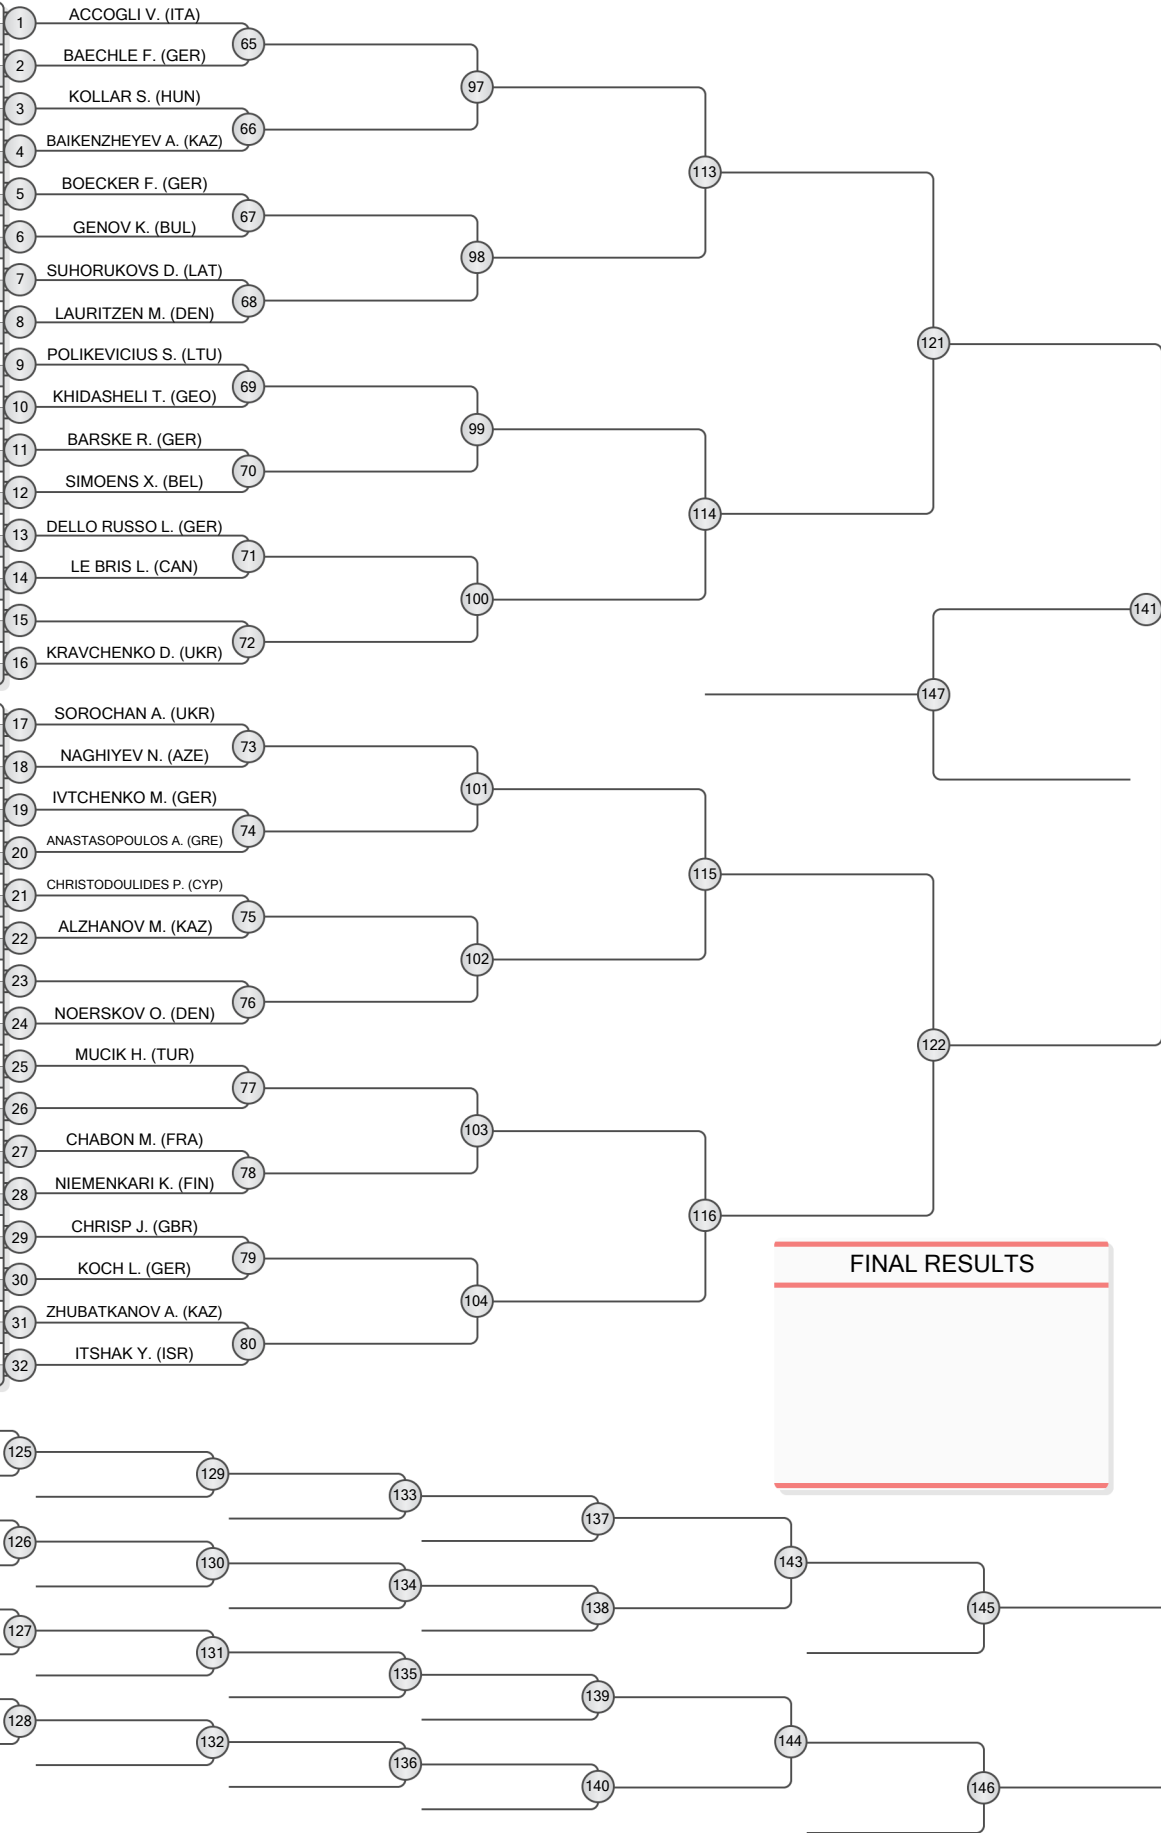 1 ACCOGLI V. (ITA)
65
2 BAECHLE F. (GER)
97
3 KOLLAR S. (HUN)
66
4 BAIKENZHEYEV A. (KAZ)
113
5 BOECKER F. (GER)
67
6 GENOV K. (BUL)
98
7 SUHORUKOVS D. (LAT)
68
8 LAURITZEN M. (DEN)
121
9 POLIKEVICIUS S. (LTU)
69
10 KHIDASHELI T. (GEO)
99
11 BARSKE R. (GER)
70
12 SIMOENS X. (BEL)
114
13 DELLO RUSSO L. (GER)
71
14 LE BRIS L. (CAN)
100
141
15
72
16 KRAVCHENKO D. (UKR)
147
17 SOROCHAN A. (UKR)
73
18 NAGHIYEV N. (AZE)
101
19 IVTCHENKO M. (GER)
74
20 ANASTASOPOULOS A. (GRE)
115
21 CHRISTODOULIDES P. (CYP)
75
22 ALZHANOV M. (KAZ)
102
23
76
24 NOERSKOV O. (DEN)
122
25 MUCIK H. (TUR)
77
26
103
27 CHABON M. (FRA)
78
28 NIEMENKARI K. (FIN)
116
29 CHRISP J. (GBR)
79
30 KOCH L. (GER)
104
31 ZHUBATKANOV A. (KAZ)
80
32 ITSHAK Y. (ISR)
FINAL RESULTS
125
129
133
137
126
130
143
134
138
145
127
131
135
139
128
132
144
136
140
146